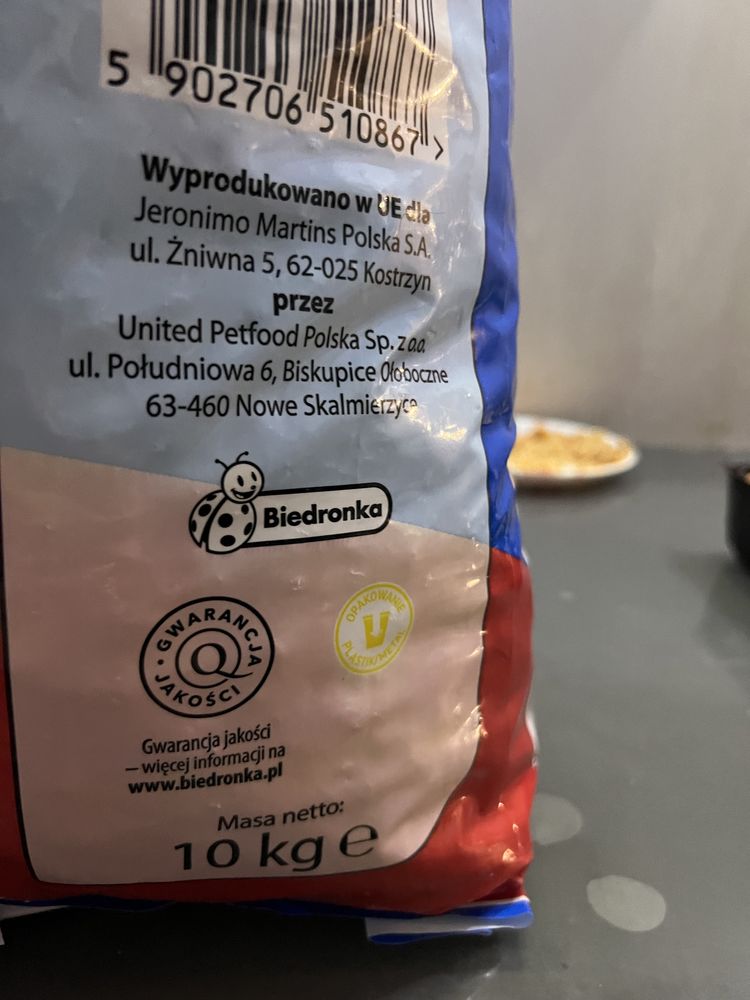 5 902706 510867 >
Wyprodukowano w UE dla
Jeronimo Martins Polska S.A.
ul. Żniwna 5, 62-025 Kostrzyn
przez
United Petfood Polska Sp. z o.o.
ul. Południowa 6, Biskupice Ołoboczne
63-460 Nowe Skalmierzyce
Biedronka
OPAKOWANIE
PLASTIK/METAL
GWARANCJA
Q
JAKOŚCI
Gwarancja jakości
– więcej informacji na
www.biedronka.pl
Masa netto:
10 kg ℮